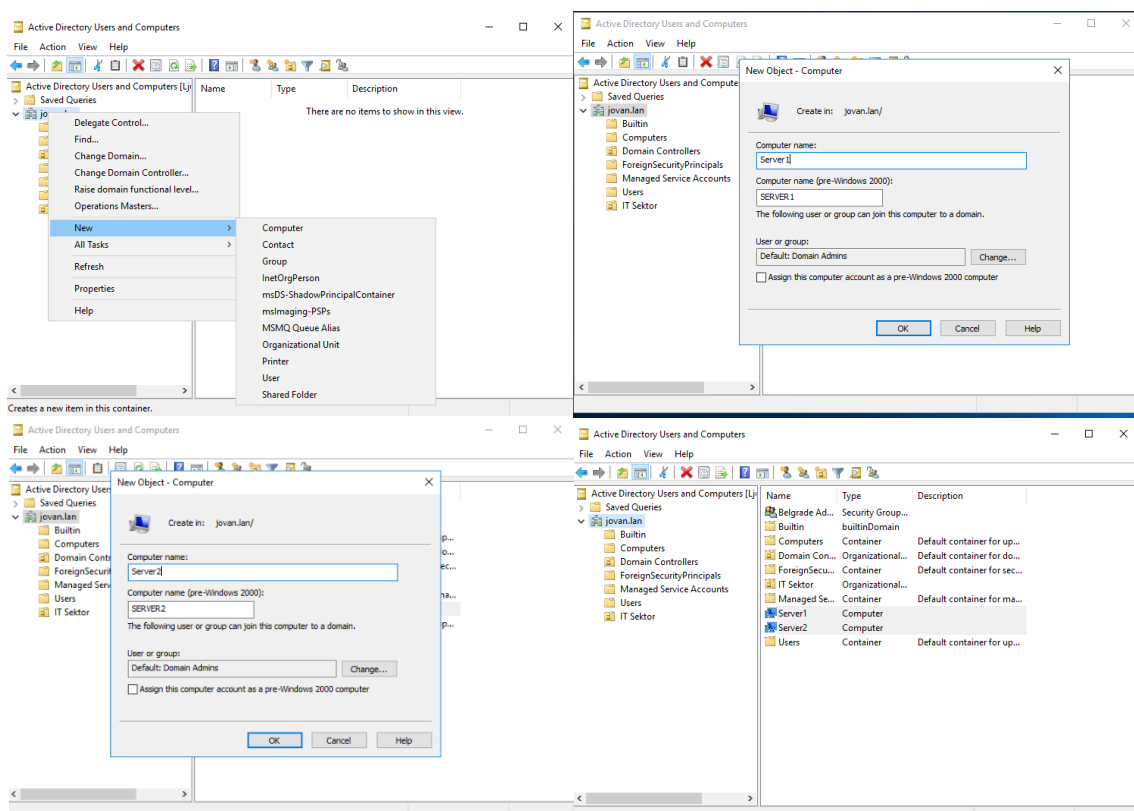 Active Directory Users and Computers
File Action View Help
Active Directory Users and Computers [Lj
Name Type Description
Saved Queries
There are no items to show in this view.
Delegate Control...
Find...
Change Domain...
Change Domain Controller...
Raise domain functional level...
Operations Masters...
New
All Tasks
Refresh
Properties
Help
Computer
Contact
Group
InetOrgPerson
msDS-ShadowPrincipalContainer
msImaging-PSPs
MSMQ Queue Alias
Organizational Unit
Printer
User
Shared Folder
Creates a new item in this container.
Active Directory Users and Computers
File Action View Help
Active Directory Users and Compute
Saved Queries
jovan.lan
Builtin
Computers
Domain Controllers
ForeignSecurityPrincipals
Managed Service Accounts
Users
IT Sektor
New Object - Computer
Create in: jovan.lan/
Computer name:
Server1
Computer name (pre-Windows 2000):
SERVER1
The following user or group can join this computer to a domain.
User or group:
Default: Domain Admins
Change...
Assign this computer account as a pre-Windows 2000 computer
OK Cancel Help
Active Directory Users and Computers
File Action View Help
Active Directory User
Saved Queries
jovan.lan
Builtin
Computers
Domain Cont
ForeignSecurit
Managed Serv
Users
IT Sektor
New Object - Computer
Create in: jovan.lan/
Computer name:
Server2
Computer name (pre-Windows 2000):
SERVER2
The following user or group can join this computer to a domain.
User or group:
Default: Domain Admins
Change...
Assign this computer account as a pre-Windows 2000 computer
OK Cancel Help
Active Directory Users and Computers
File Action View Help
Active Directory Users and Computers [Lj
Saved Queries
jovan.lan
Builtin
Computers
Domain Controllers
ForeignSecurityPrincipals
Managed Service Accounts
Users
IT Sektor
Name Type Description
Belgrade Ad... Security Group...
Builtin builtinDomain
Computers Container Default container for up...
Domain Con... Organizational...
ForeignSecu... Container Default container for sec...
IT Sektor Organizational...
Managed Se... Container Default container for ma...
Server1 Computer
Server2 Computer
Users Container Default container for up...